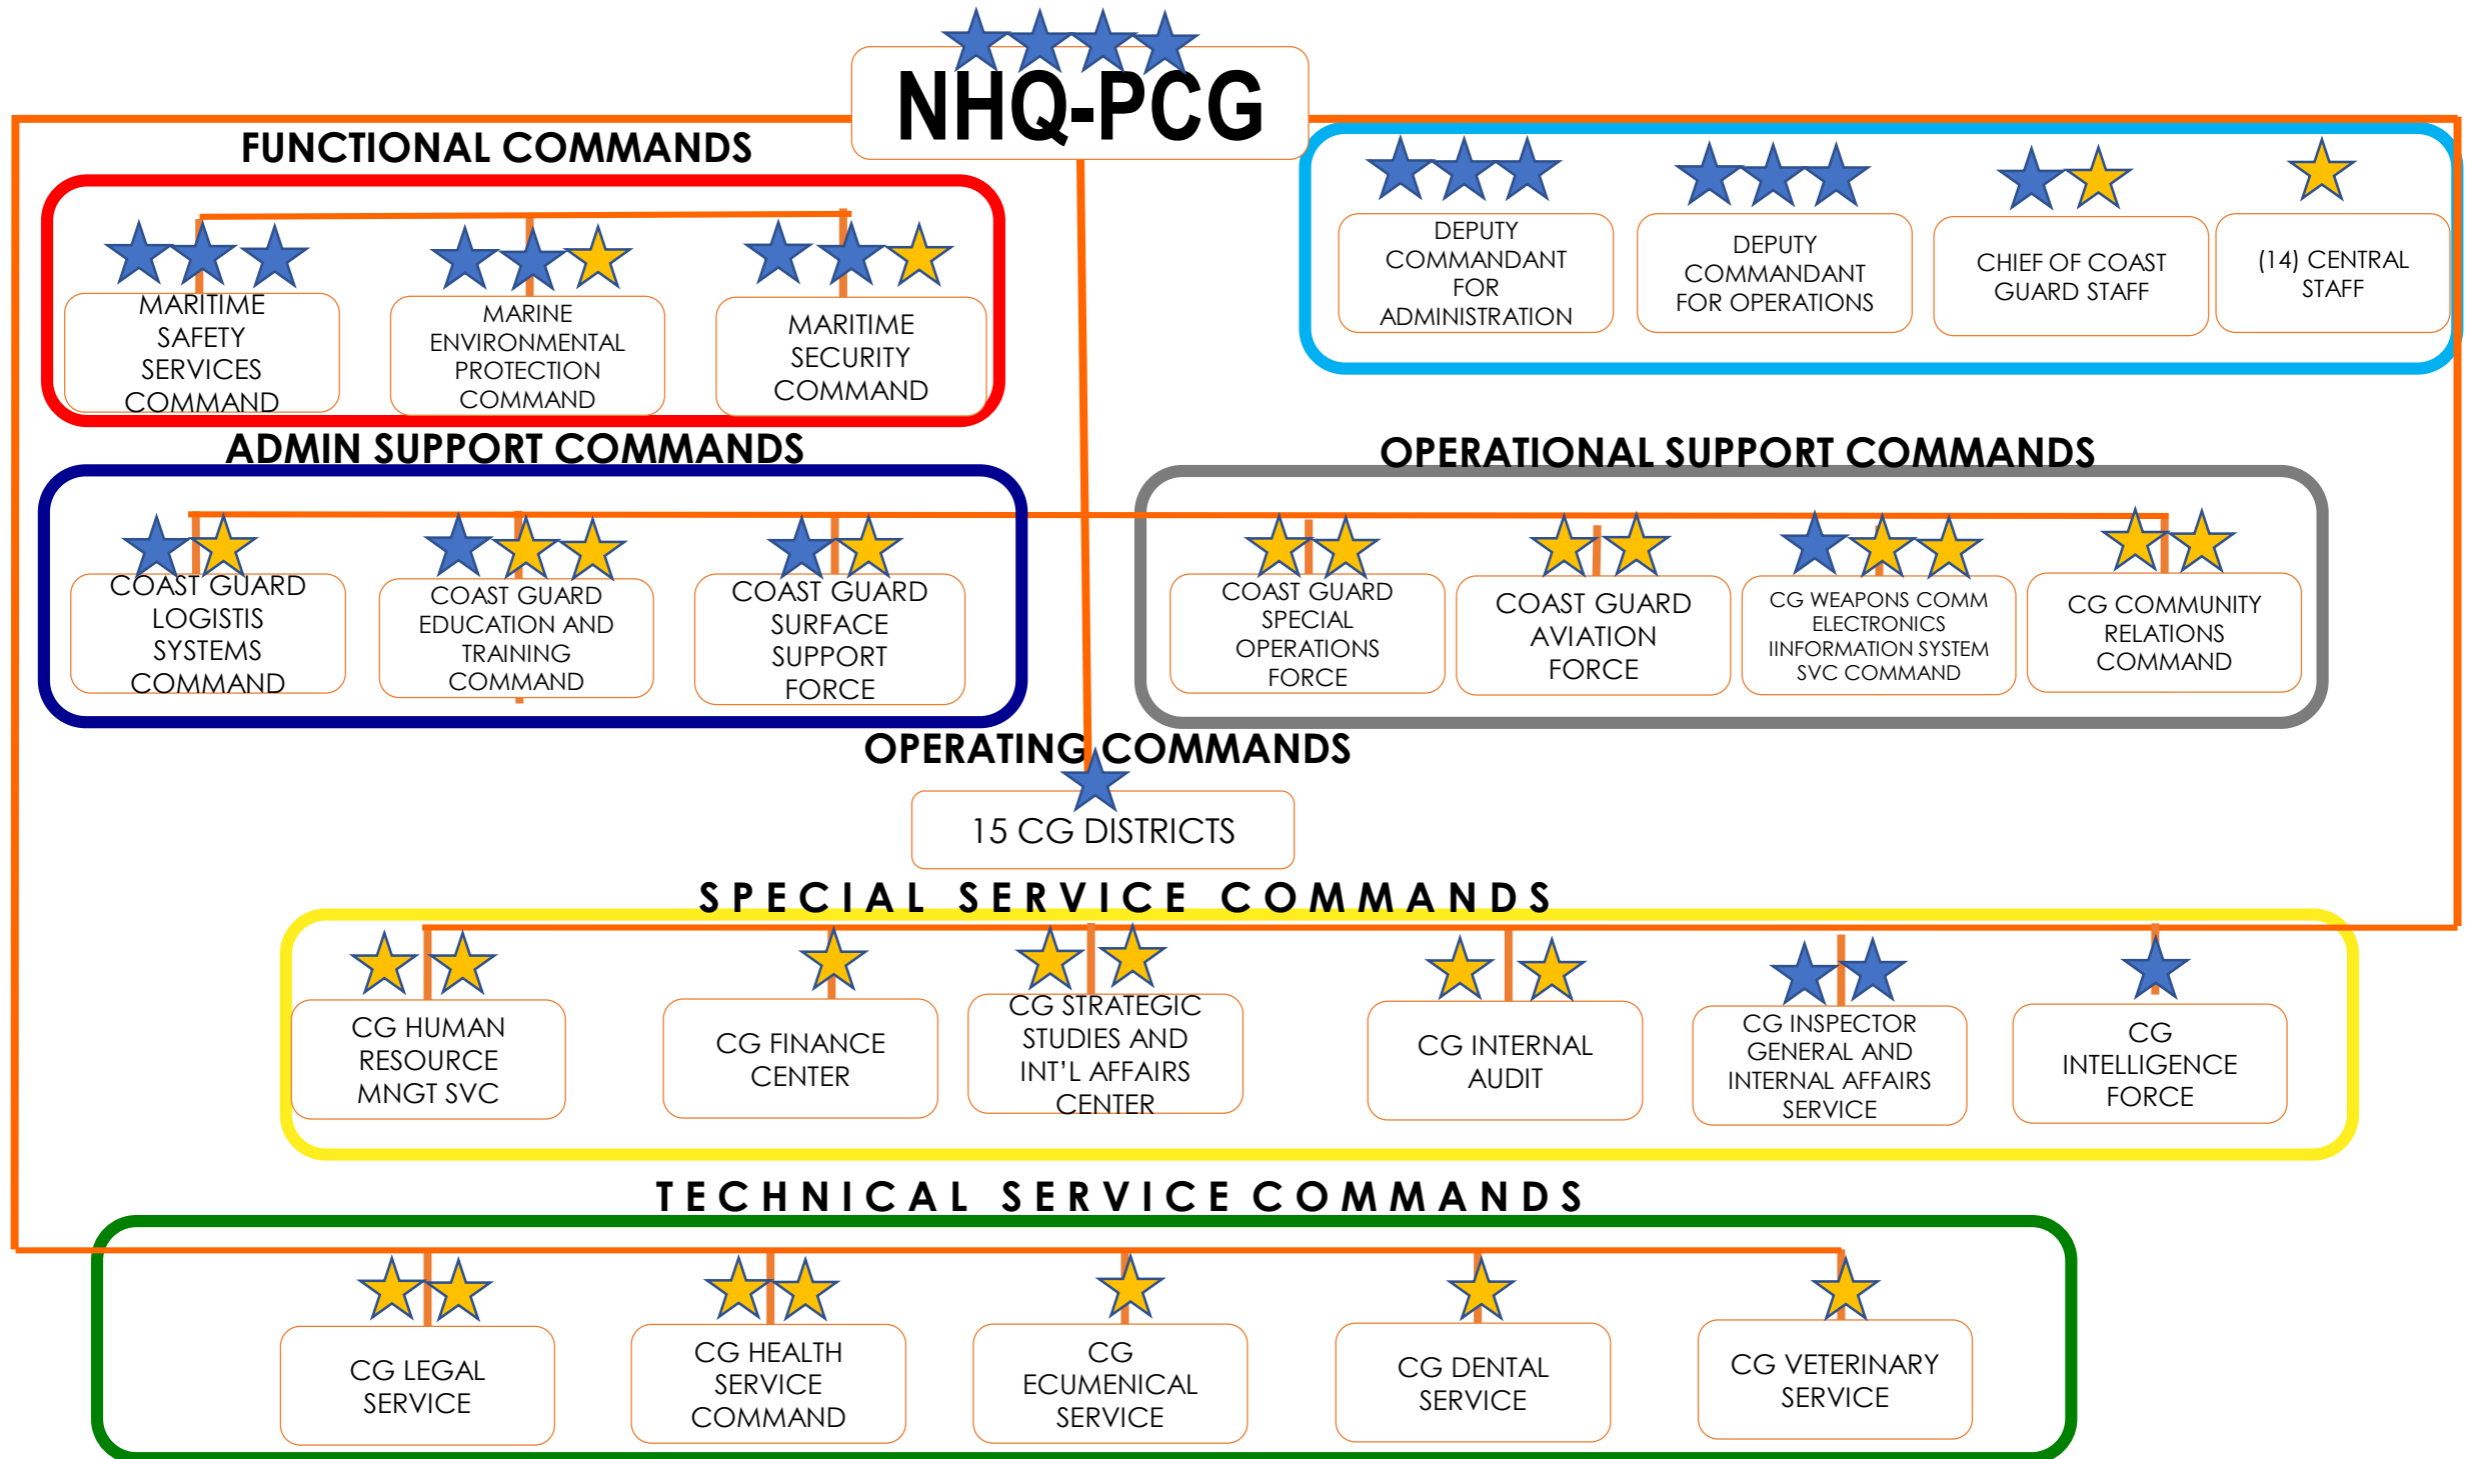 NHQ-PCG
FUNCTIONAL COMMANDS
MARITIME
SAFETY
SERVICES
COMMAND
MARINE
ENVIRONMENTAL
PROTECTION
COMMAND
MARITIME
SECURITY
COMMAND
DEPUTY
COMMANDANT
FOR
ADMINISTRATION
DEPUTY
COMMANDANT
FOR OPERATIONS
CHIEF OF COAST
GUARD STAFF
(14) CENTRAL
STAFF
ADMIN SUPPORT COMMANDS
COAST GUARD
LOGISTIS
SYSTEMS
COMMAND
COAST GUARD
EDUCATION AND
TRAINING
COMMAND
COAST GUARD
SURFACE
SUPPORT
FORCE
OPERATIONAL SUPPORT COMMANDS
COAST GUARD
SPECIAL
OPERATIONS
FORCE
COAST GUARD
AVIATION
FORCE
CG WEAPONS COMM
ELECTRONICS
IINFORMATION SYSTEM
SVC COMMAND
CG COMMUNITY
RELATIONS
COMMAND
OPERATING COMMANDS
15 CG DISTRICTS
SPECIAL SERVICE COMMANDS
CG HUMAN
RESOURCE
MNGT SVC
CG FINANCE
CENTER
CG STRATEGIC
STUDIES AND
INT'L AFFAIRS
CENTER
CG INTERNAL
AUDIT
CG INSPECTOR
GENERAL AND
INTERNAL AFFAIRS
SERVICE
CG
INTELLIGENCE
FORCE
TECHNICAL SERVICE COMMANDS
CG LEGAL
SERVICE
CG HEALTH
SERVICE
COMMAND
CG
ECUMENICAL
SERVICE
CG DENTAL
SERVICE
CG VETERINARY
SERVICE